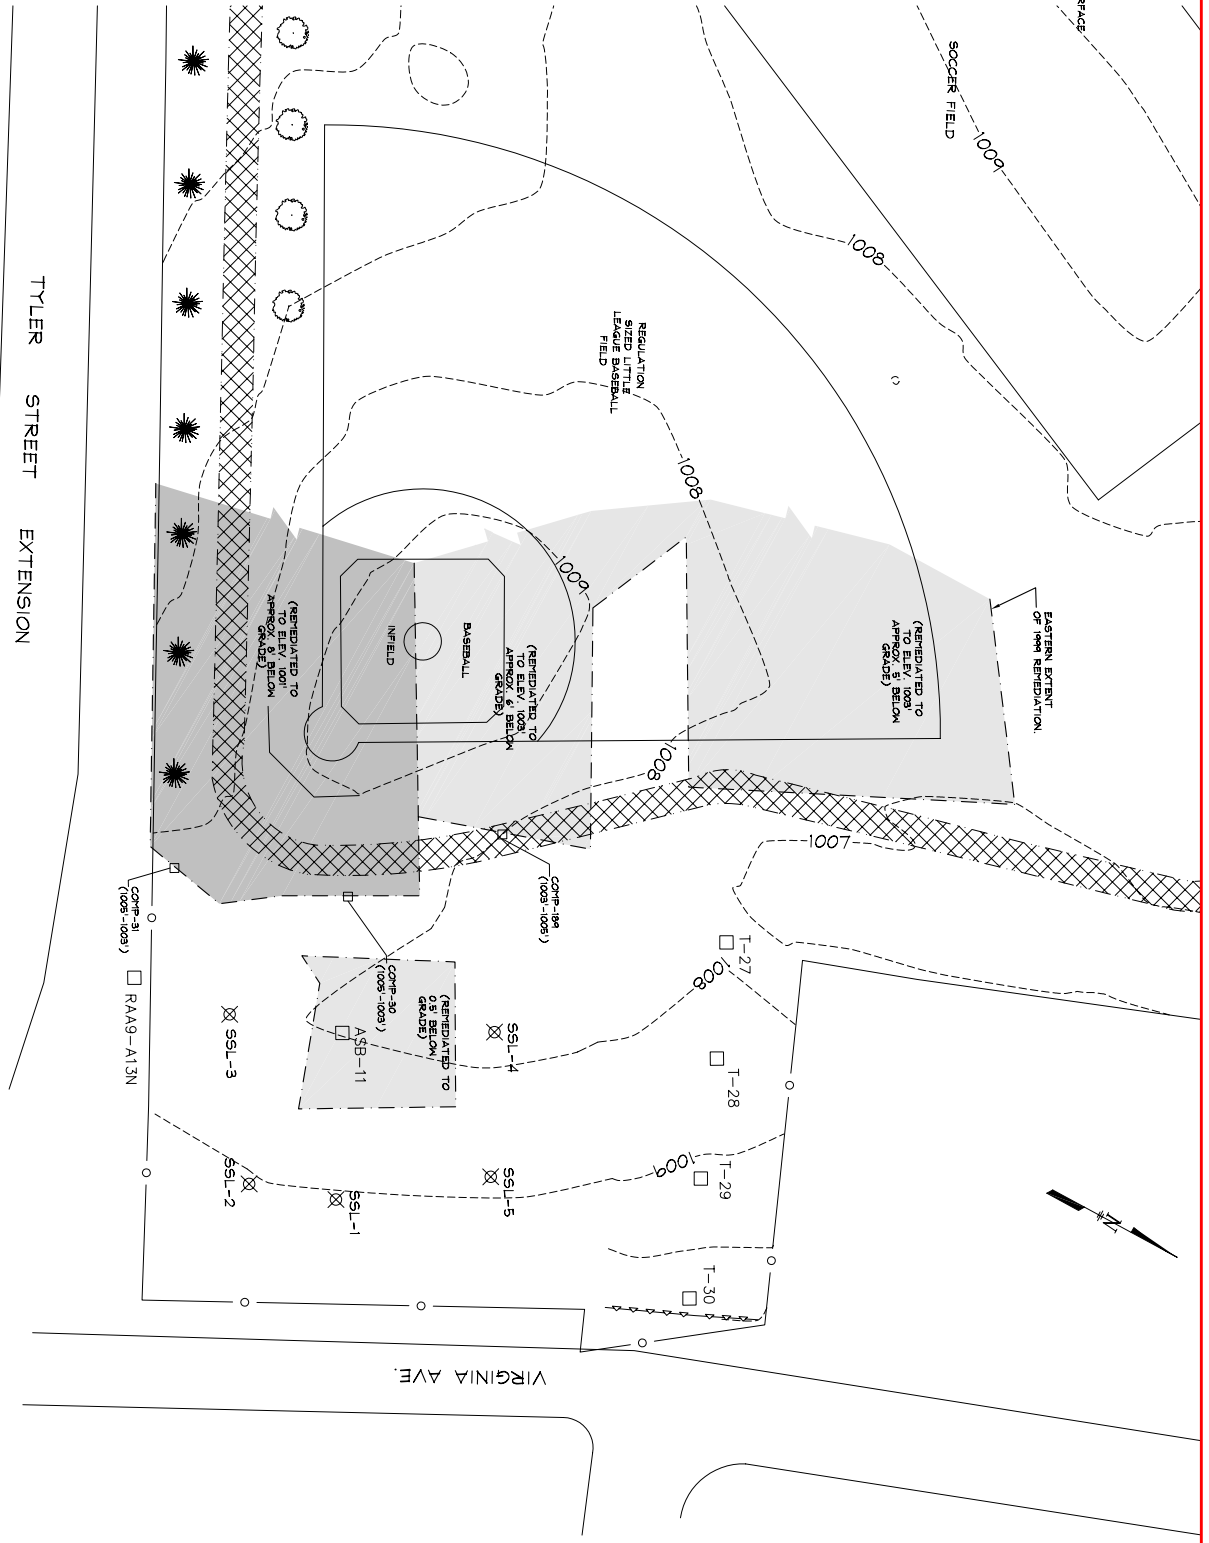 RFACE
SOCCER FIELD
1009
1008
REGULATION
SIZED LITTLE
LEAGUE BASEBALL
FIELD
1008
1009
EASTERN EXTENT
OF 1999 REMEDIATION.
(REMEDIATED TO
TO ELEV. 1003'
APPROX. 5' BELOW
GRADE)
(REMEDIATED TO
TO ELEV. 1003'
APPROX. 6' BELOW
GRADE)
BASEBALL
INFIELD
(REMEDIATED TO
TO ELEV. 1001'
APPROX. 8' BELOW
GRADE)
TYLER STREET EXTENSION
1008
1007
COMP-189
(1003'-1005')
COMP-31
(1005'-1003')
COMP-30
(1005'-1003')
(REMEDIATED TO
0.5' BELOW
GRADE)
T-27
1008
RAA9-A13N
SSL-3
ASB-11
SSL-4
T-28
SSL-2
SSL-1
SSL-5
1009
T-29
T-30
N
VIRGINIA AVE.